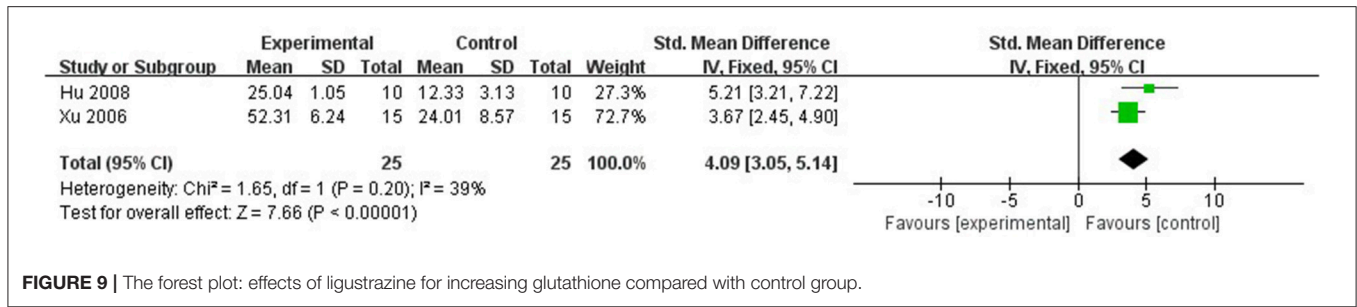 Experimental Control Std. Mean Difference Std. Mean Difference
Study or Subgroup Mean SD Total Mean SD Total Weight IV, Fixed, 95% CI IV, Fixed, 95% CI
Hu 2008 25.04 1.05 10 12.33 3.13 10 27.3% 5.21 [3.21, 7.22]
Xu 2006 52.31 6.24 15 24.01 8.57 15 72.7% 3.67 [2.45, 4.90]
Total (95% CI) 25 25 100.0% 4.09 [3.05, 5.14]
Heterogeneity: Chi² = 1.65, df = 1 (P = 0.20); I² = 39%
Test for overall effect: Z = 7.66 (P < 0.00001)
-10 -5 0 5 10
Favours [experimental] Favours [control]
FIGURE 9 | The forest plot: effects of ligustrazine for increasing glutathione compared with control group.